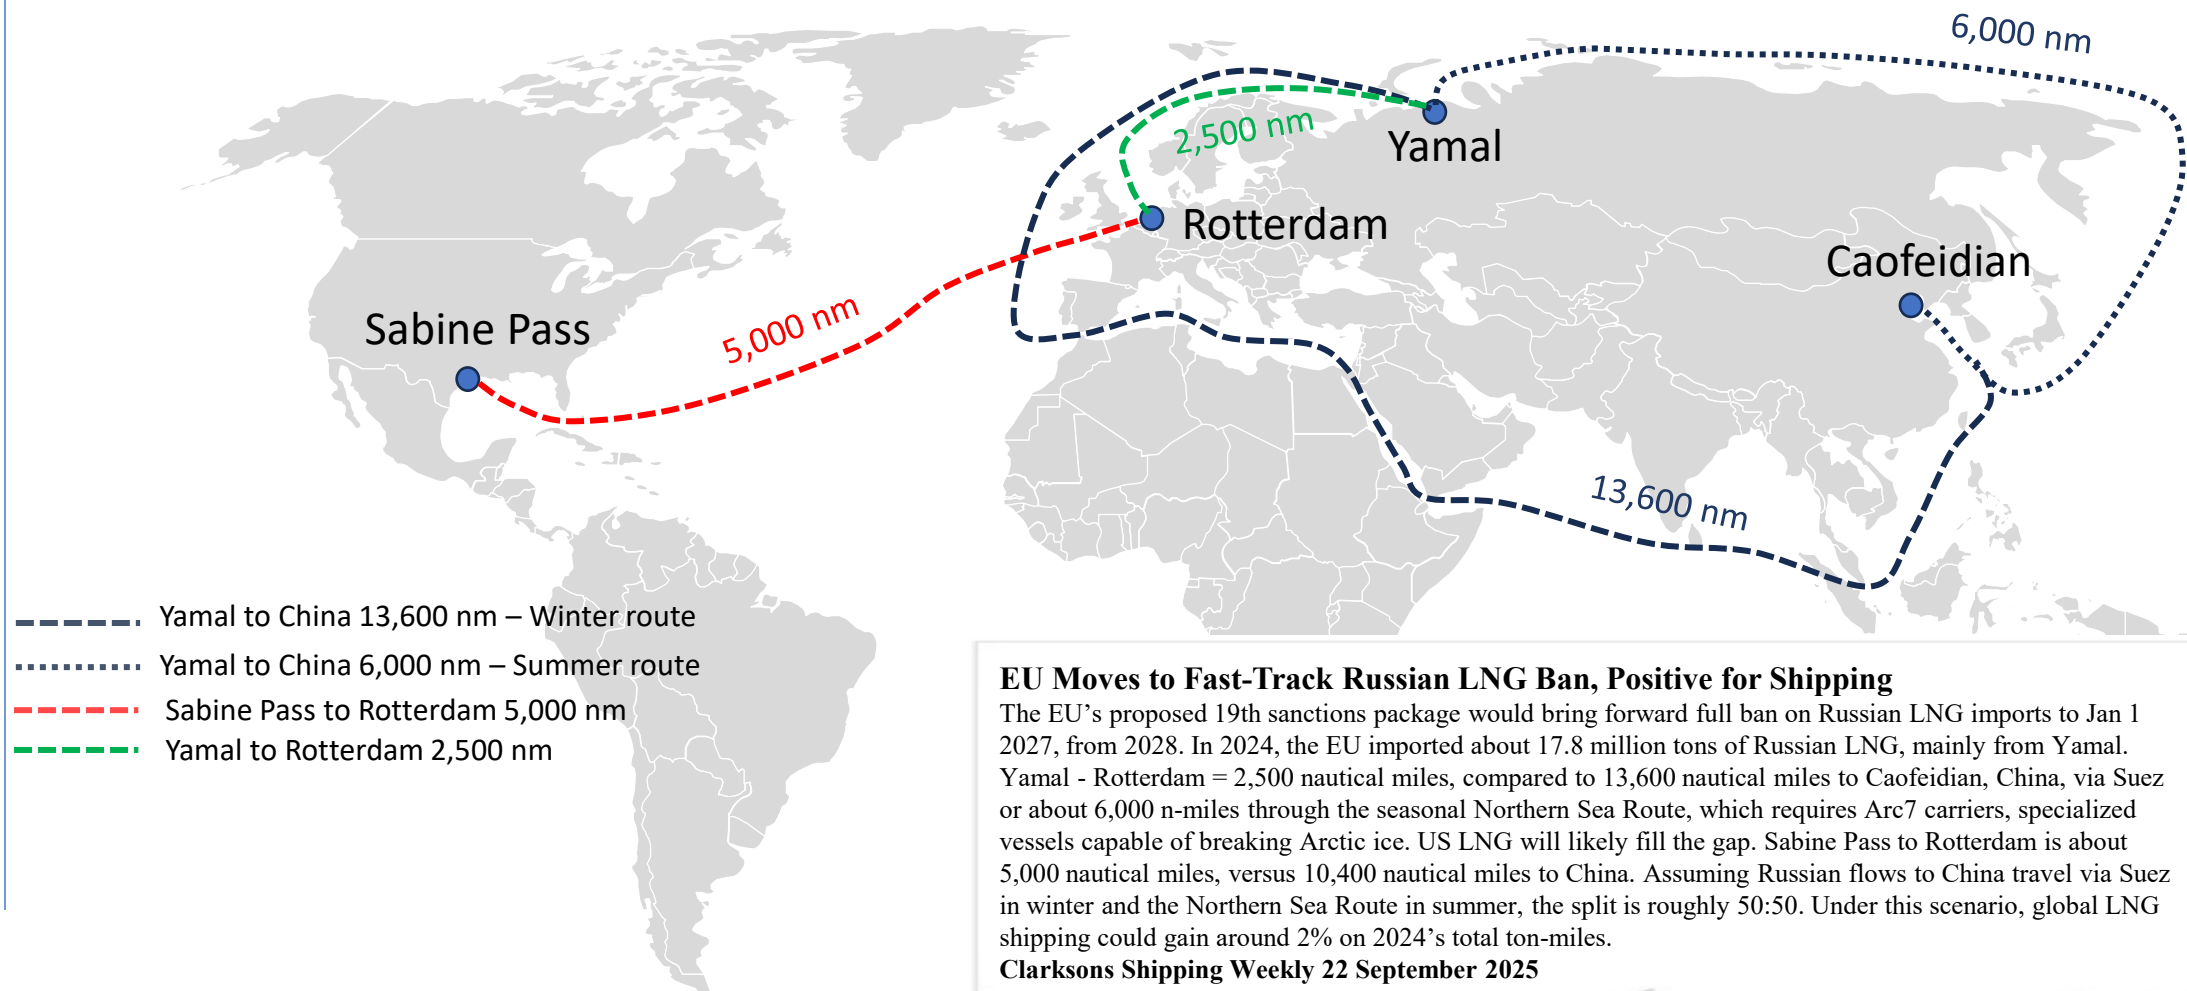 6,000 nm
2,500 nm
Yamal
Rotterdam
Caofeidian
Sabine Pass
5,000 nm
13,600 nm
Yamal to China 13,600 nm – Winter route
Yamal to China 6,000 nm – Summer route
Sabine Pass to Rotterdam 5,000 nm
Yamal to Rotterdam 2,500 nm
EU Moves to Fast-Track Russian LNG Ban, Positive for Shipping
The EU’s proposed 19th sanctions package would bring forward full ban on Russian LNG imports to Jan 1
2027, from 2028. In 2024, the EU imported about 17.8 million tons of Russian LNG, mainly from Yamal.
Yamal - Rotterdam = 2,500 nautical miles, compared to 13,600 nautical miles to Caofeidian, China, via Suez
or about 6,000 n-miles through the seasonal Northern Sea Route, which requires Arc7 carriers, specialized
vessels capable of breaking Arctic ice. US LNG will likely fill the gap. Sabine Pass to Rotterdam is about
5,000 nautical miles, versus 10,400 nautical miles to China. Assuming Russian flows to China travel via Suez
in winter and the Northern Sea Route in summer, the split is roughly 50:50. Under this scenario, global LNG
shipping could gain around 2% on 2024’s total ton-miles.
Clarksons Shipping Weekly 22 September 2025